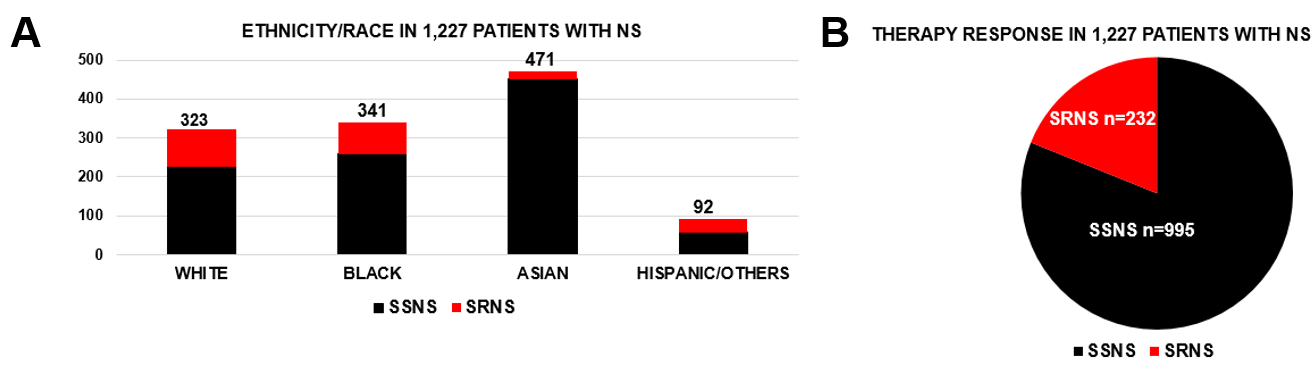 A
ETHNICITY/RACE IN 1,227 PATIENTS WITH NS
500
400
300
200
100
0
323
341
471
92
WHITE
BLACK
ASIAN
HISPANIC/OTHERS
SSNS
SRNS
B
THERAPY RESPONSE IN 1,227 PATIENTS WITH NS
SRNS n=232
SSNS n=995
SSNS
SRNS